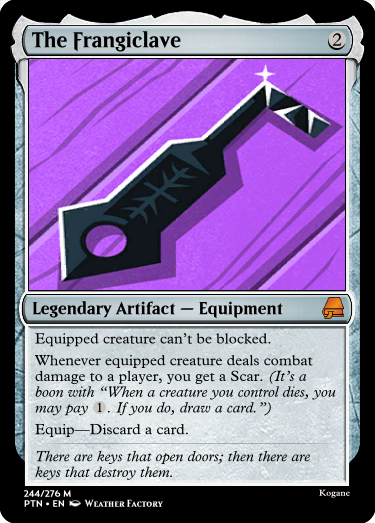 The Frangiclave 2
Legendary Artifact — Equipment
Equipped creature can't be blocked.
Whenever equipped creature deals combat
damage to a player, you get a Scar. (It's a
boon with “When a creature you control dies, you
may pay 1. If you do, draw a card.”)
Equip—Discard a card.
There are keys that open doors; then there are
keys that destroy them.
244/276 M Kogane
PTN • EN Weather Factory